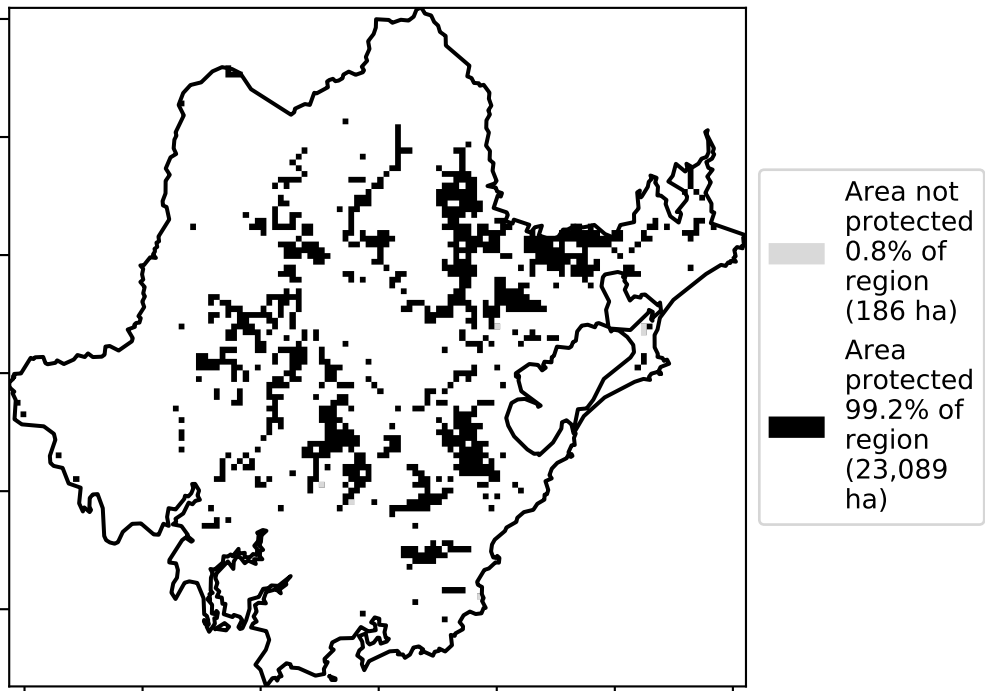 Area not
protected
0.8% of
region
(186 ha)
Area
protected
99.2% of
region
(23,089
ha)